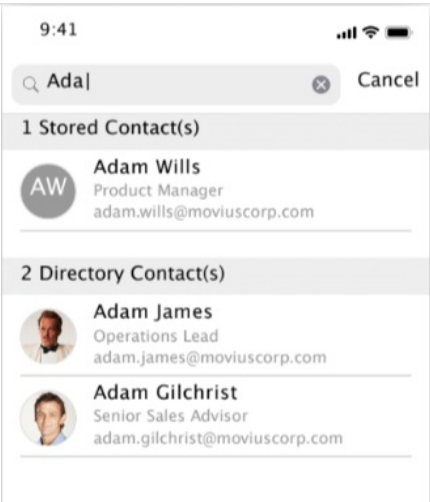 9:41
Ada
Cancel
1 Stored Contact(s)
AW
Adam Wills
Product Manager
adam.wills@moviuscorp.com
2 Directory Contact(s)
Adam James
Operations Lead
adam.james@moviuscorp.com
Adam Gilchrist
Senior Sales Advisor
adam.gilchrist@moviuscorp.com